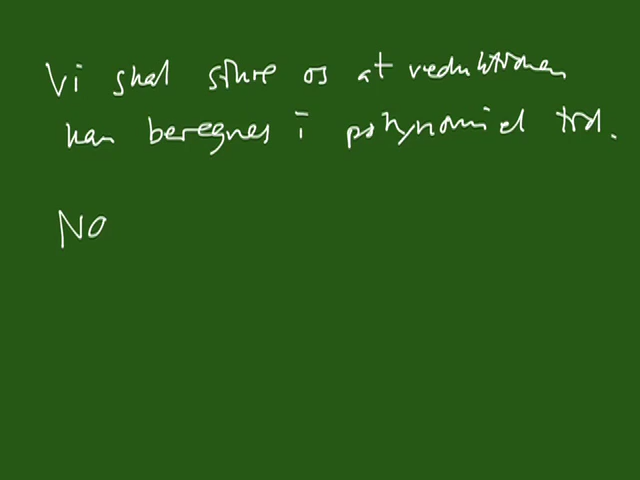 Vi skal sikre os at reduktionen
kan beregnes i polynomiel tid.
NO